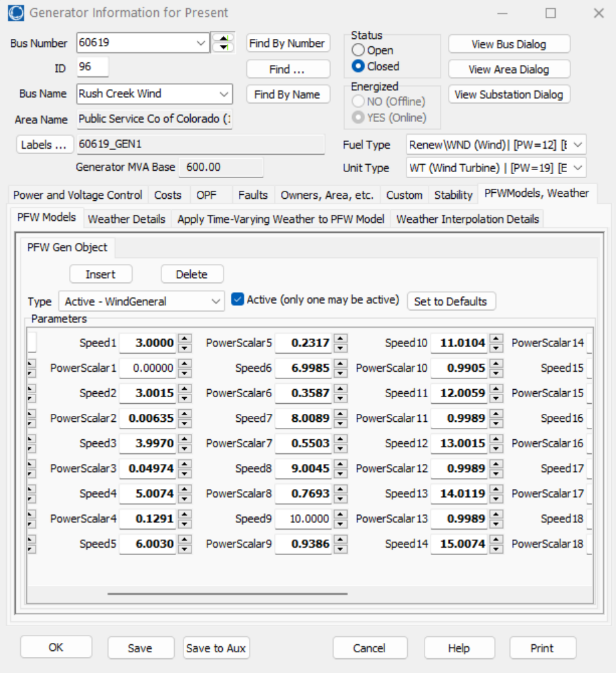 Generator Information for Present
Bus Number 60619 Find By Number Status Open Closed View Bus Dialog
ID 96 Find ... View Area Dialog
Bus Name Rush Creek Wind Find By Name Energized NO (Offline) YES (Online) View Substation Dialog
Area Name Public Service Co of Colorado (:
Labels ... 60619_GEN1 Fuel Type Renew\WND (Wind)| [PW=12] [E
Generator MVA Base 600.00 Unit Type WT (Wind Turbine) | [PW=19] [E
Power and Voltage Control Costs OPF Faults Owners, Area, etc. Custom Stability PFWModels, Weather
PFW Models Weather Details Apply Time-Varying Weather to PFW Model Weather Interpolation Details
PFW Gen Object
Insert Delete
Type Active - WindGeneral Active (only one may be active) Set to Defaults
Parameters
Speed1 3.0000 PowerScalar5 0.2317 Speed10 11.0104 PowerScalar14
PowerScalar1 0.00000 Speed6 6.9985 PowerScalar10 0.9905 Speed15
Speed2 3.0015 PowerScalar6 0.3587 Speed11 12.0059 PowerScalar15
PowerScalar2 0.00635 Speed7 8.0089 PowerScalar11 0.9989 Speed16
Speed3 3.9970 PowerScalar7 0.5503 Speed12 13.0015 PowerScalar16
PowerScalar3 0.04974 Speed8 9.0045 PowerScalar12 0.9989 Speed17
Speed4 5.0074 PowerScalar8 0.7693 Speed13 14.0119 PowerScalar17
PowerScalar4 0.1291 Speed9 10.0000 PowerScalar13 0.9989 Speed18
Speed5 6.0030 PowerScalar9 0.9386 Speed14 15.0074 PowerScalar18
OK Save Save to Aux Cancel Help Print